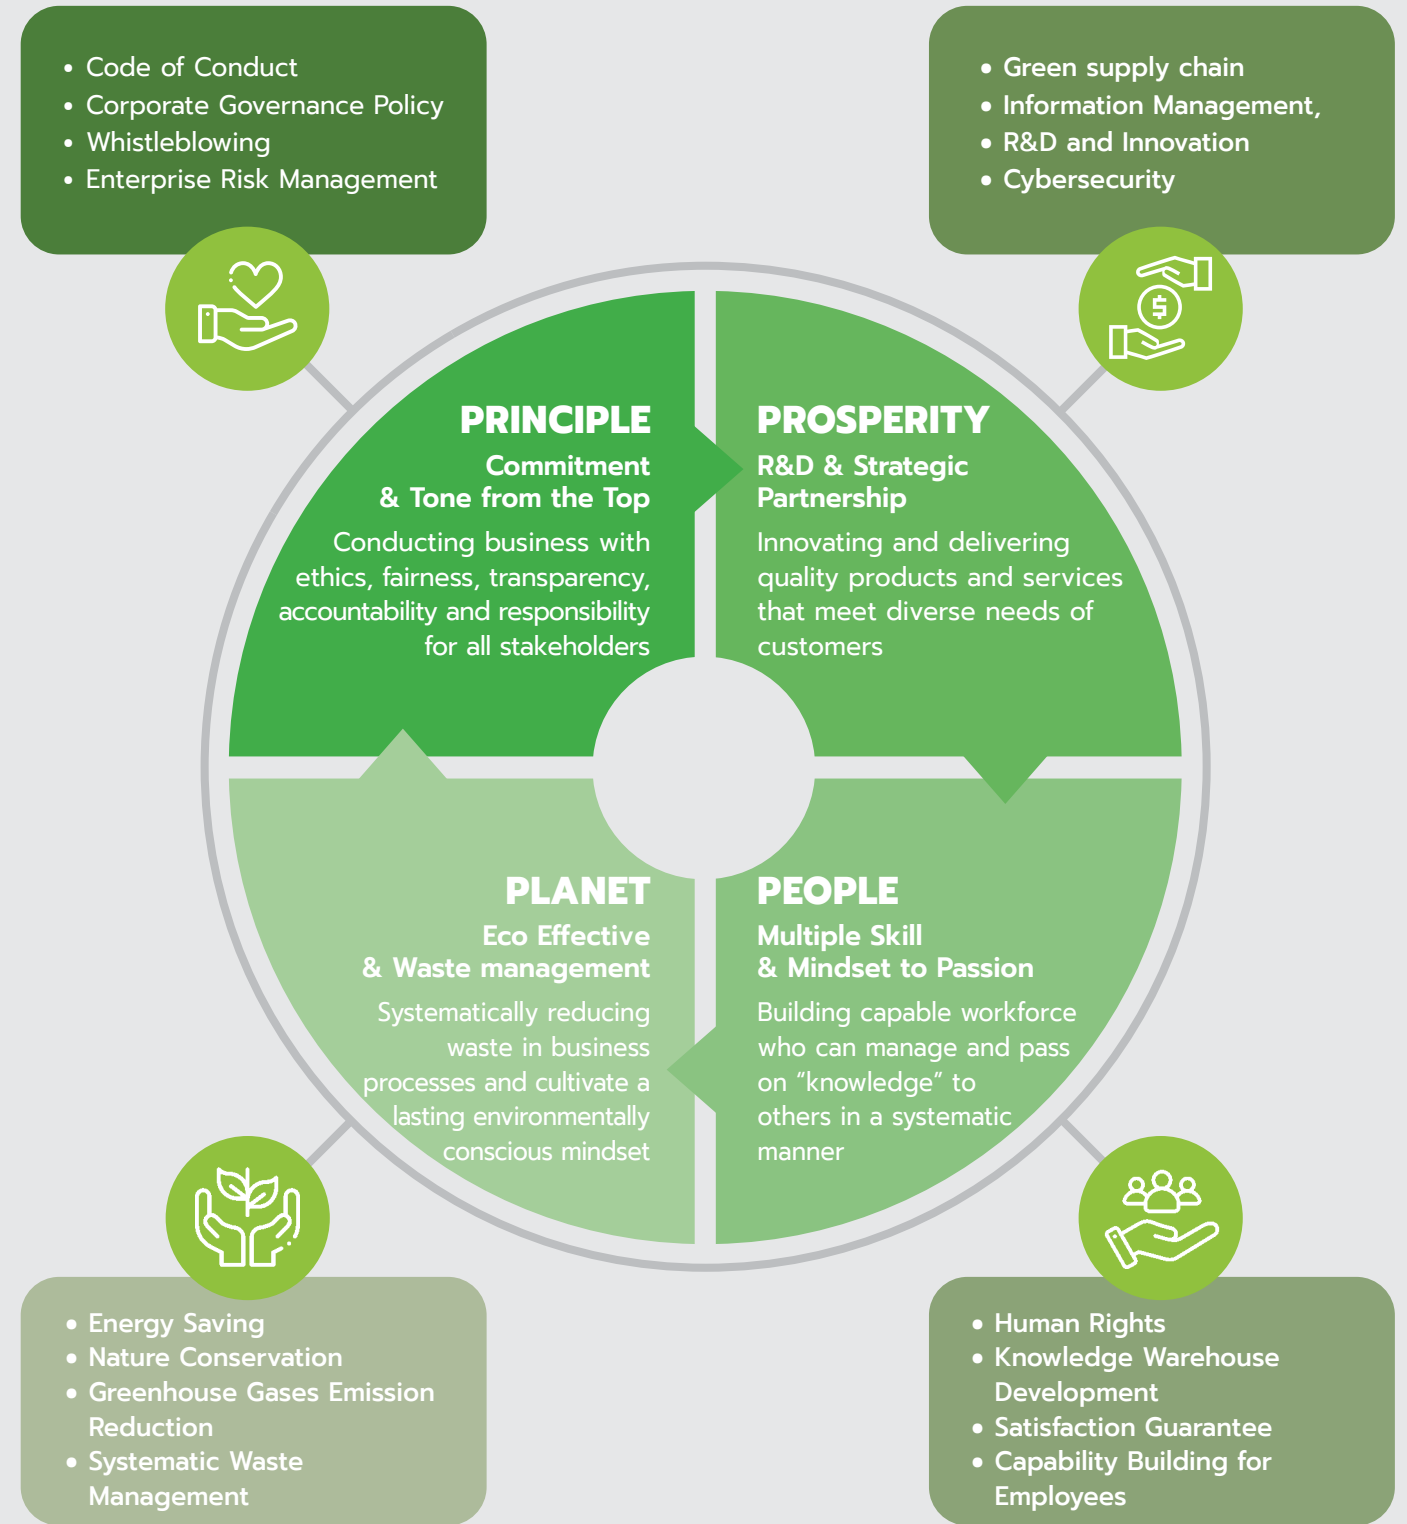 • Code of Conduct
• Corporate Governance Policy
• Whistleblowing
• Enterprise Risk Management
• Green supply chain
• Information Management,
• R&D and Innovation
• Cybersecurity
PRINCIPLE
Commitment
& Tone from the Top
Conducting business with
ethics, fairness, transparency,
accountability and responsibility
for all stakeholders
PROSPERITY
R&D & Strategic
Partnership
Innovating and delivering
quality products and services
that meet diverse needs of
customers
PLANET
Eco Effective
& Waste management
Systematically reducing
waste in business
processes and cultivate a
lasting environmentally
conscious mindset
PEOPLE
Multiple Skill
& Mindset to Passion
Building capable workforce
who can manage and pass
on “knowledge” to
others in a systematic
manner
• Energy Saving
• Nature Conservation
• Greenhouse Gases Emission
Reduction
• Systematic Waste
Management
• Human Rights
• Knowledge Warehouse
Development
• Satisfaction Guarantee
• Capability Building for
Employees
$